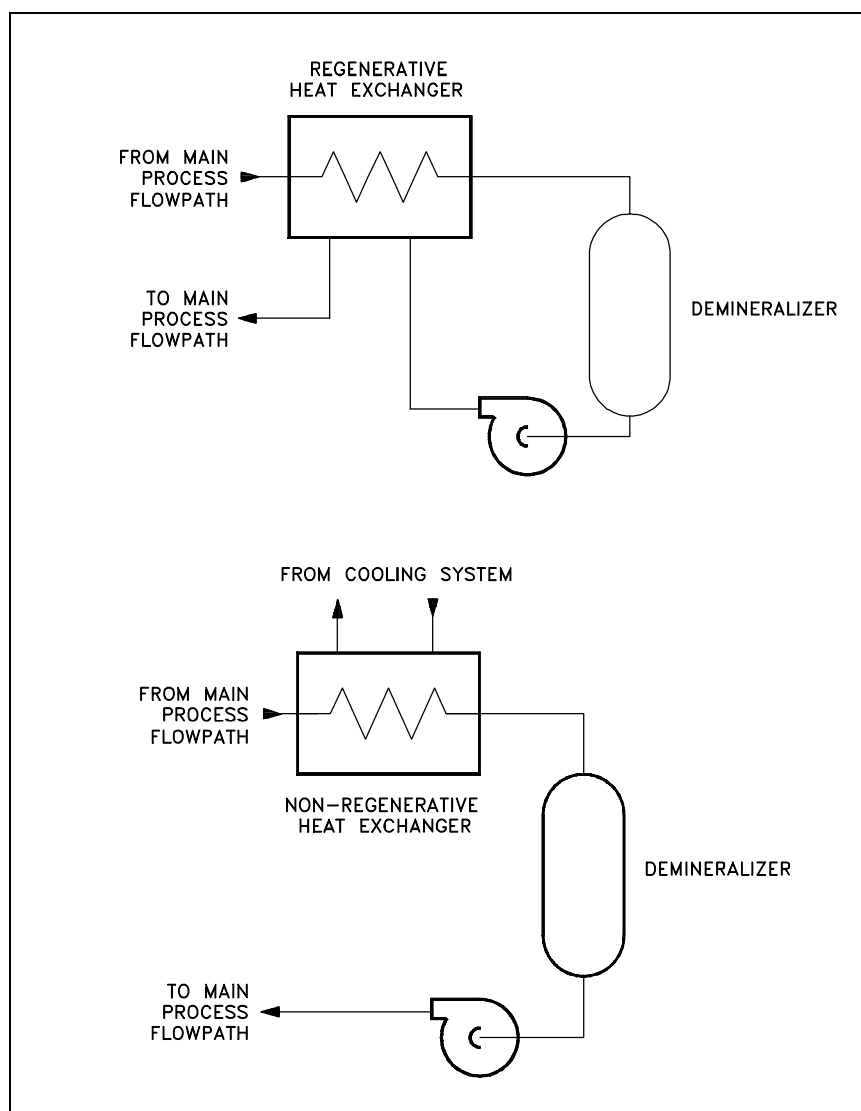 REGENERATIVE
HEAT EXCHANGER
FROM MAIN
PROCESS
FLOWPATH
TO MAIN
PROCESS
FLOWPATH
DEMINERALIZER
FROM COOLING SYSTEM
FROM MAIN
PROCESS
FLOWPATH
NON-REGENERATIVE
HEAT EXCHANGER
DEMINERALIZER
TO MAIN
PROCESS
FLOWPATH